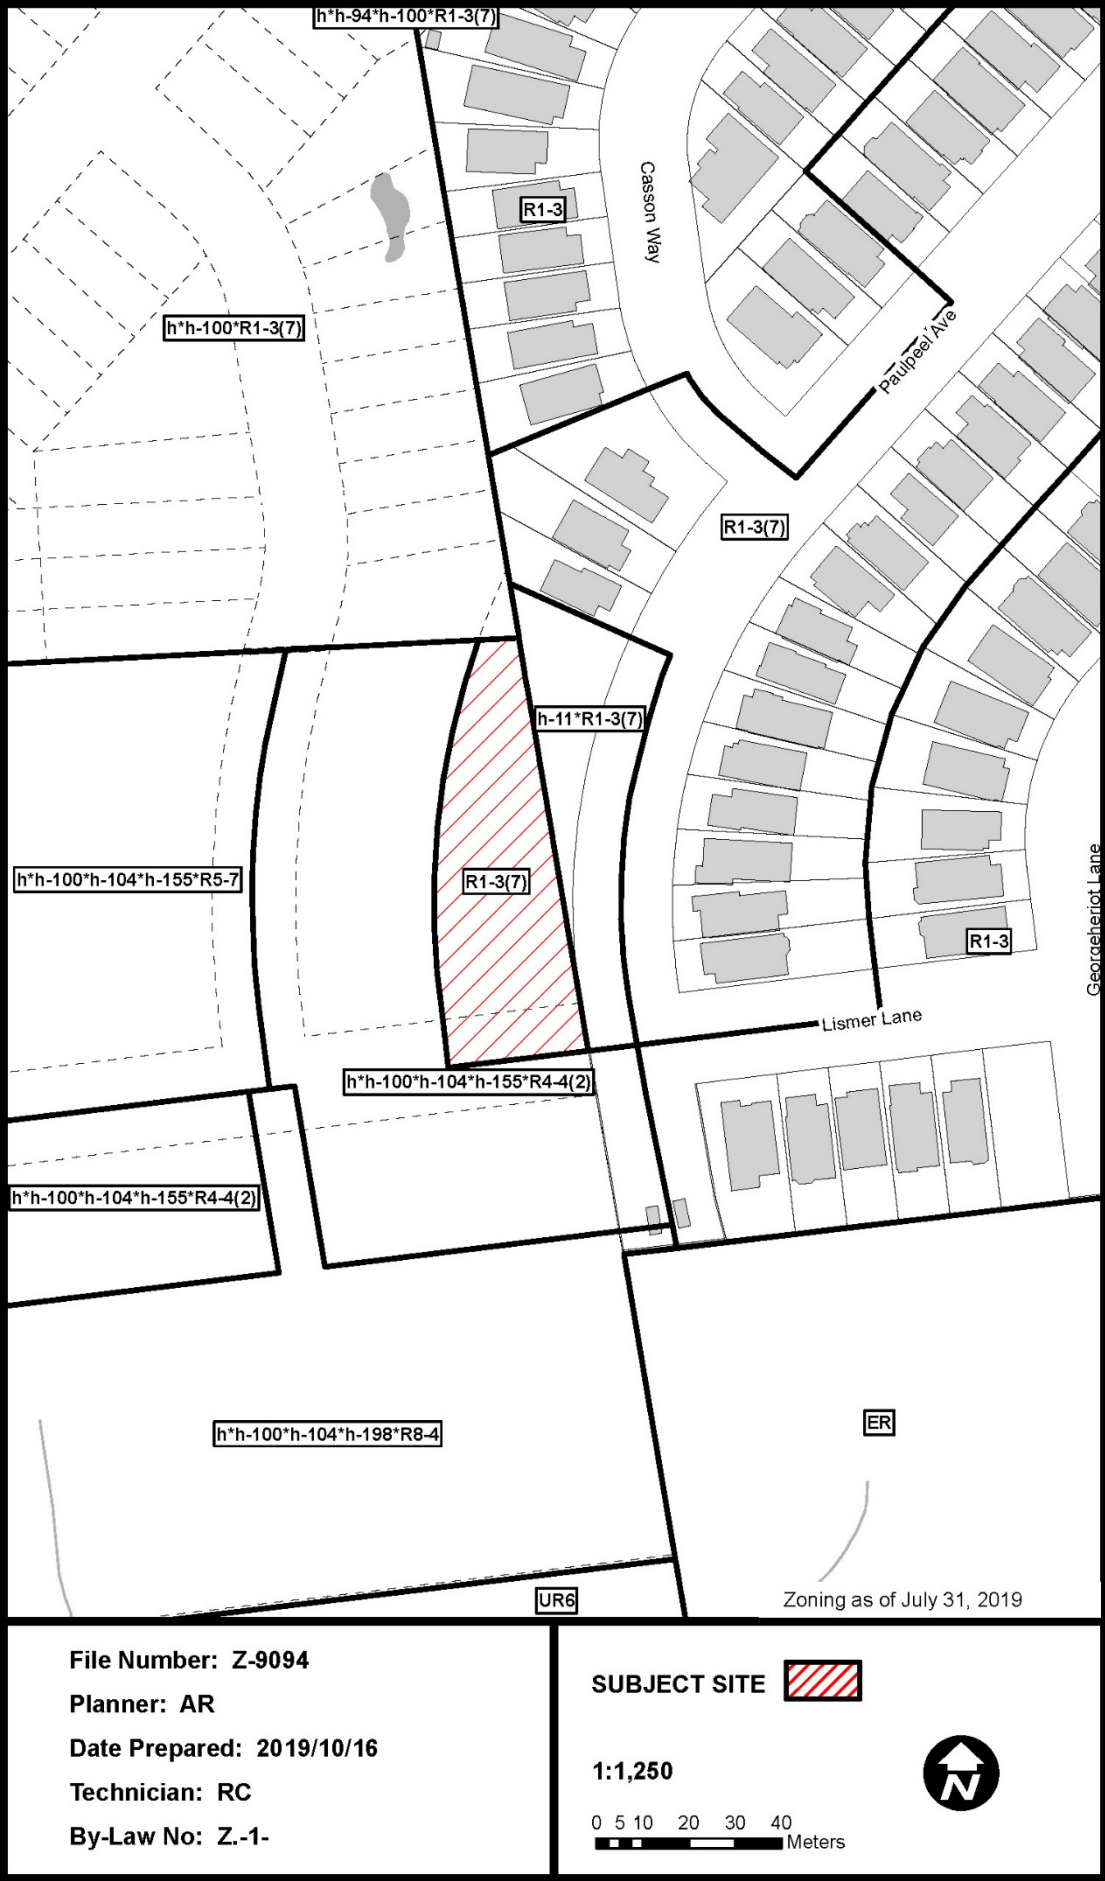 h*h-94*h-100*R1-3(7)
Casson Way
R1-3
h*h-100*R1-3(7)
Paulpeel Ave
R1-3(7)
h-11*R1-3(7)
h*h-100*h-104*h-155*R5-7
R1-3(7)
Georgeheriot Lane
R1-3
Lismer Lane
h*h-100*h-104*h-155*R4-4(2)
h*h-100*h-104*h-155*R4-4(2)
ER
h*h-100*h-104*h-198*R8-4
UR6
Zoning as of July 31, 2019
File Number: Z-9094
Planner: AR
Date Prepared: 2019/10/16
Technician: RC
By-Law No: Z.-1-
SUBJECT SITE
1:1,250
N
0 5 10 20 30 40
Meters